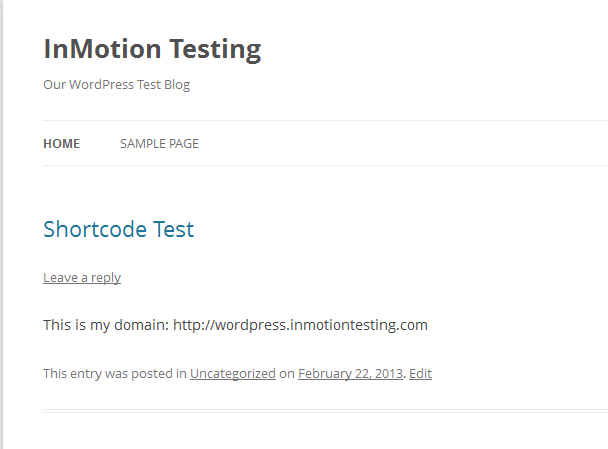 InMotion Testing
Our WordPress Test Blog
HOME SAMPLE PAGE
Shortcode Test
Leave a reply
This is my domain: http://wordpress.inmotiontesting.com
This entry was posted in Uncategorized on February 22, 2013. Edit